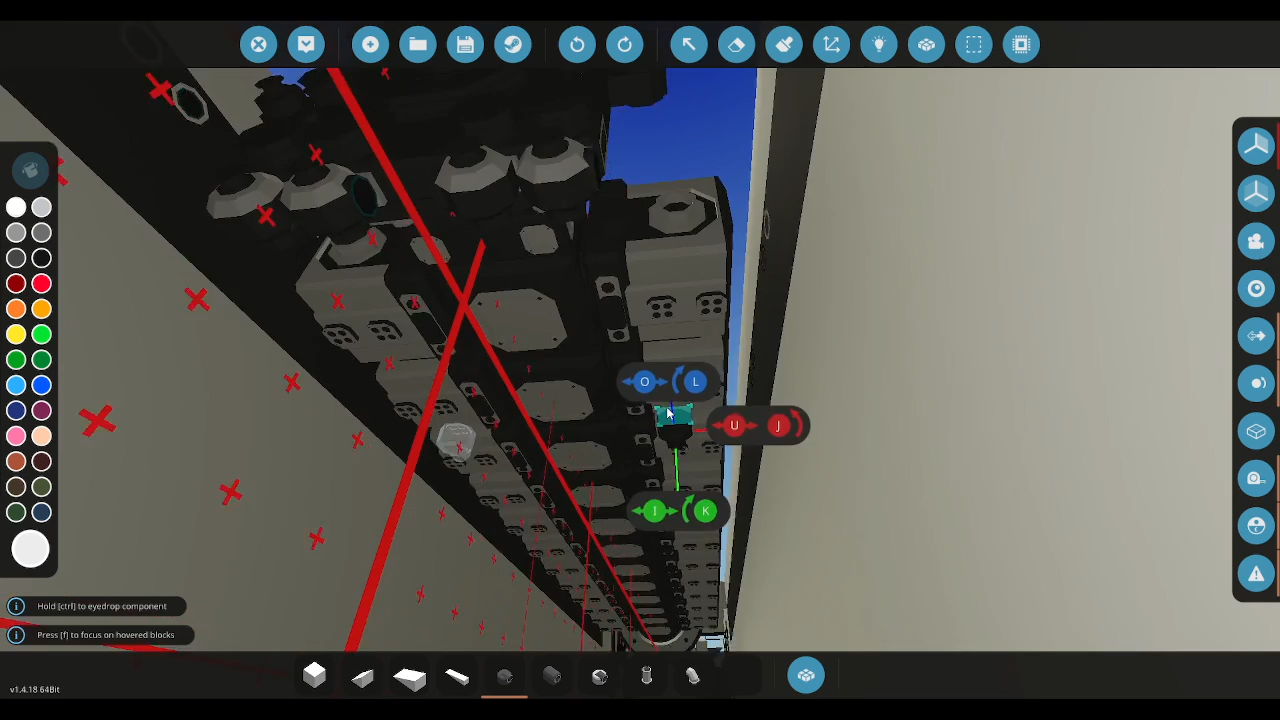 O
L
U
J
I
K
Hold [ctrl] to eyedrop component
Press [f] to focus on hovered blocks
v1.4.18 64Bit